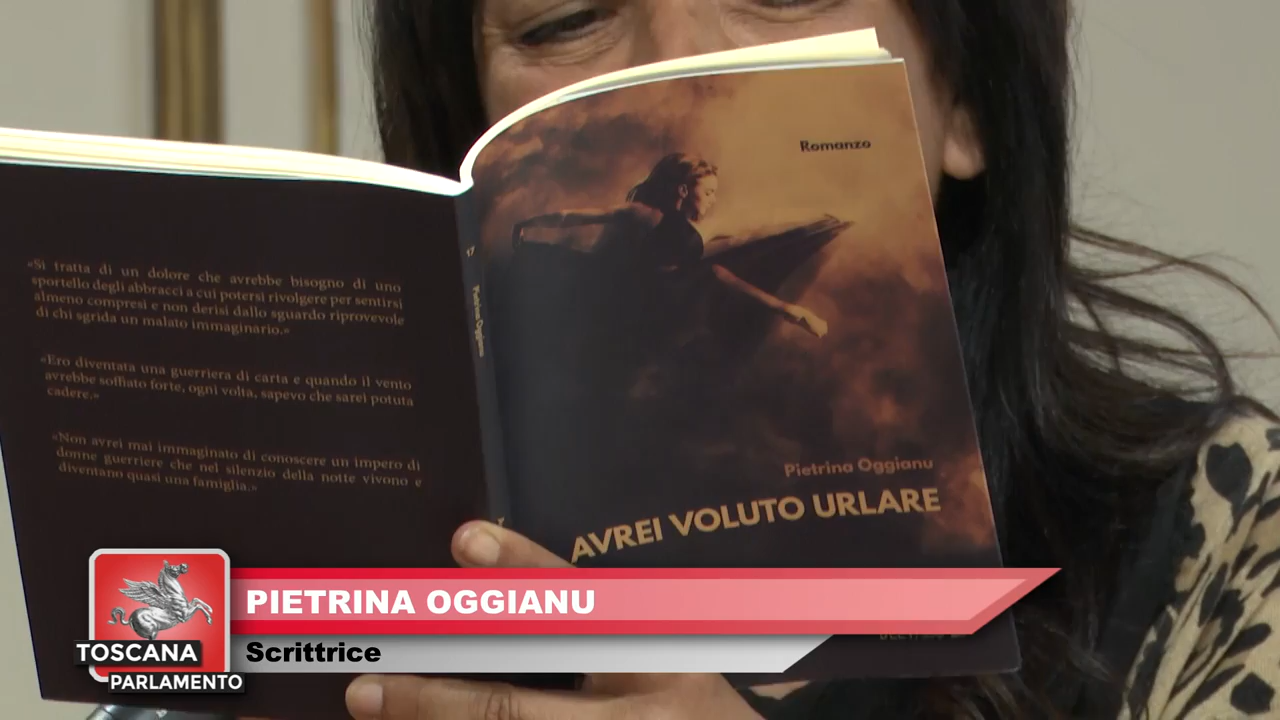 «Si tratta di un dolore che avrebbe bisogno di uno
sportello degli abbracci a cui potersi rivolgere per sentirsi
almeno compresi e non derisi dallo sguardo riprovevole
di chi sgrida un malato immaginario.»
«Ero diventata una guerriera di carta e quando il vento
avrebbe soffiato forte, ogni volta, sapevo che sarei potuta
cadere.»
«Non avrei mai immaginato di conoscere un impero di
donne guerriere che nel silenzio della notte vivono e
diventano quasi una famiglia.»
17
Pietrina Oggianu
Romanzo
Pietrina Oggianu
AVREI VOLUTO URLARE
PIETRINA OGGIANU
Scrittrice
TOSCANA
PARLAMENTO